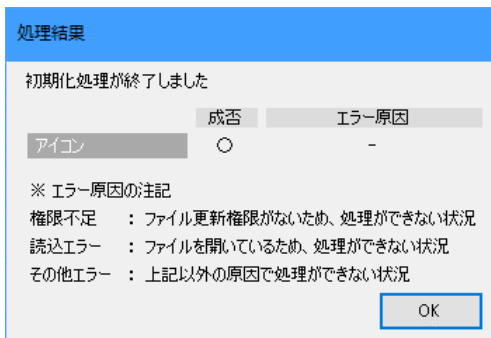 処理結果
初期化処理が終了しました
成否 エラー原因
アイコン ○ -
※ エラー原因の注記
権限不足 : ファイル更新権限がないため、処理ができない状況
読込エラー : ファイルを開いているため、処理ができない状況
その他エラー : 上記以外の原因で処理ができない状況
OK